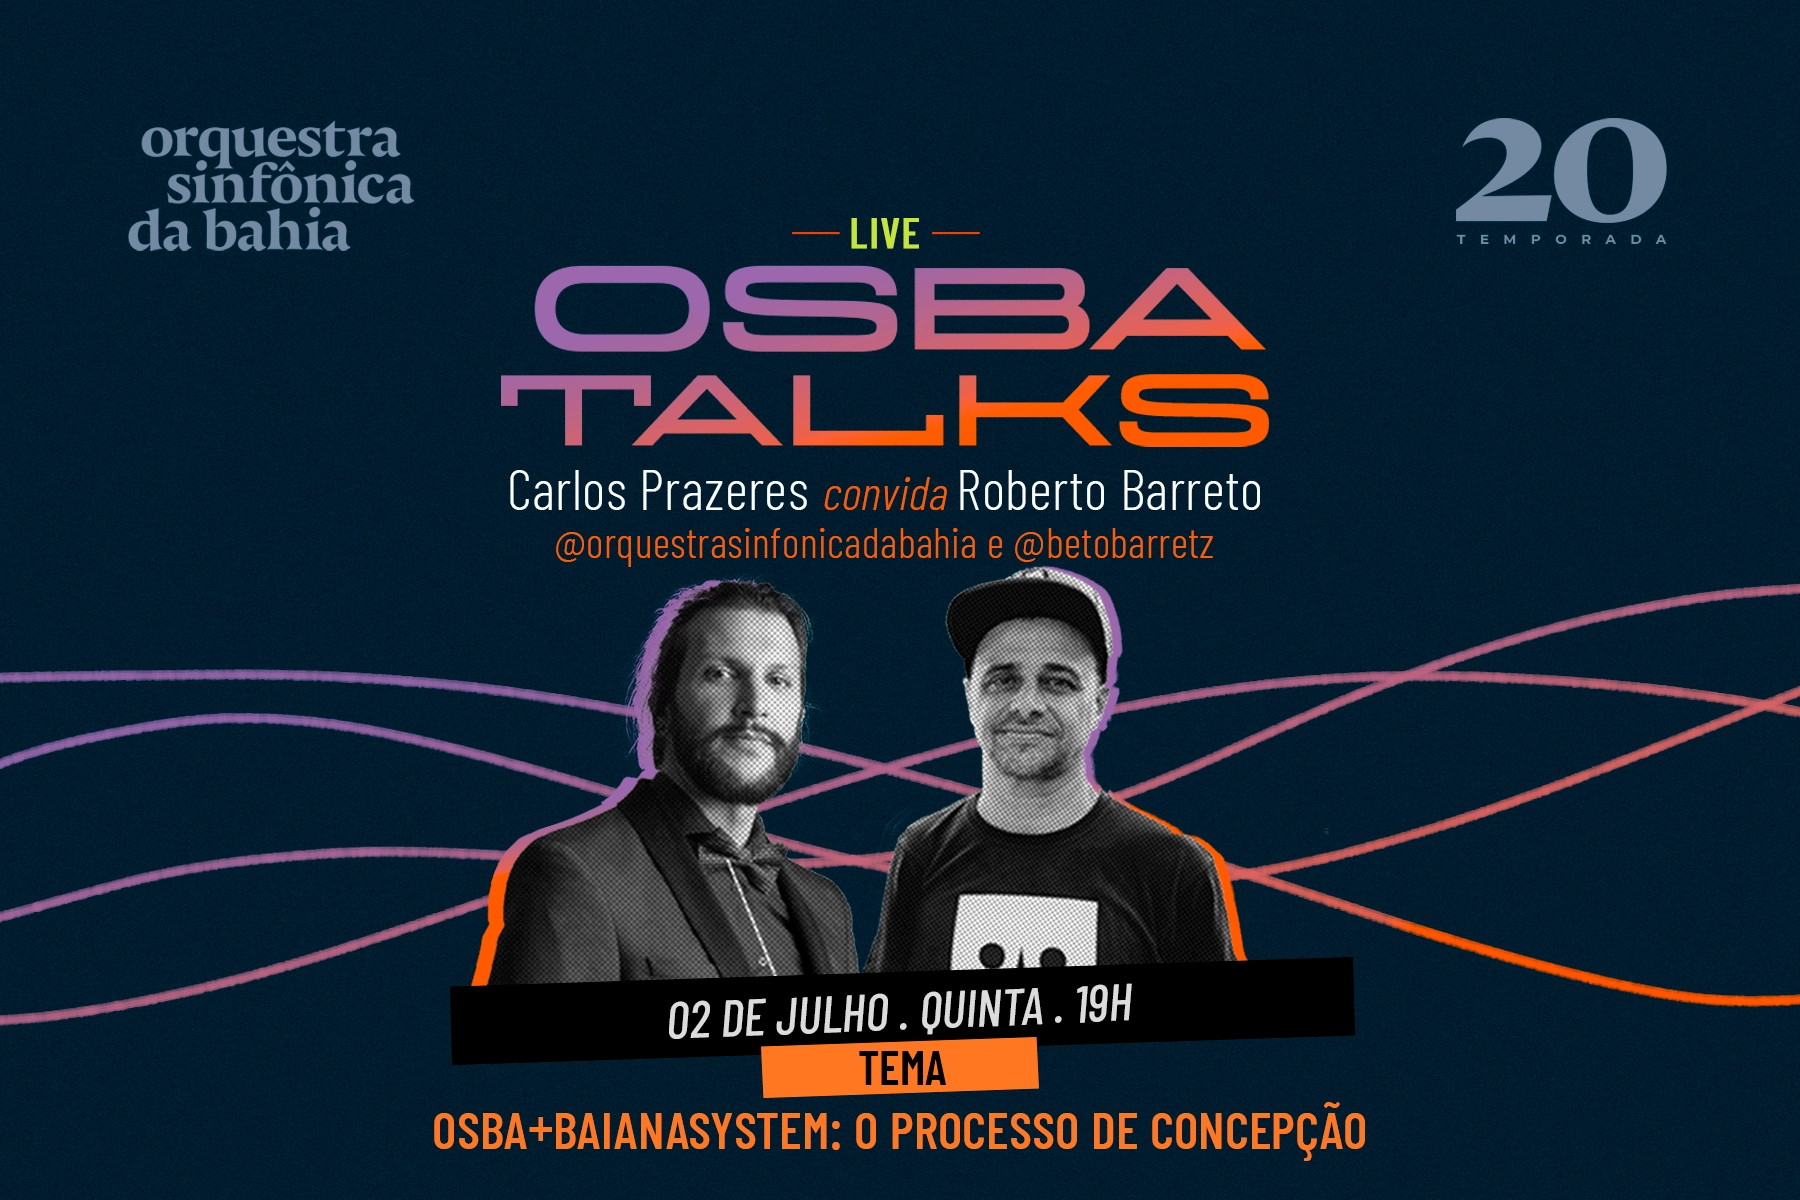 orquestra
sinfônica
da bahia
20
TEMPORADA
LIVE
OSBA
TALKS
Carlos Prazeres convida Roberto Barreto
@orquestrasinfonicadabahia e @betobarretz
02 DE JULHO . QUINTA . 19H
TEMA
OSBA+BAIANASYSTEM: O PROCESSO DE CONCEPÇÃO